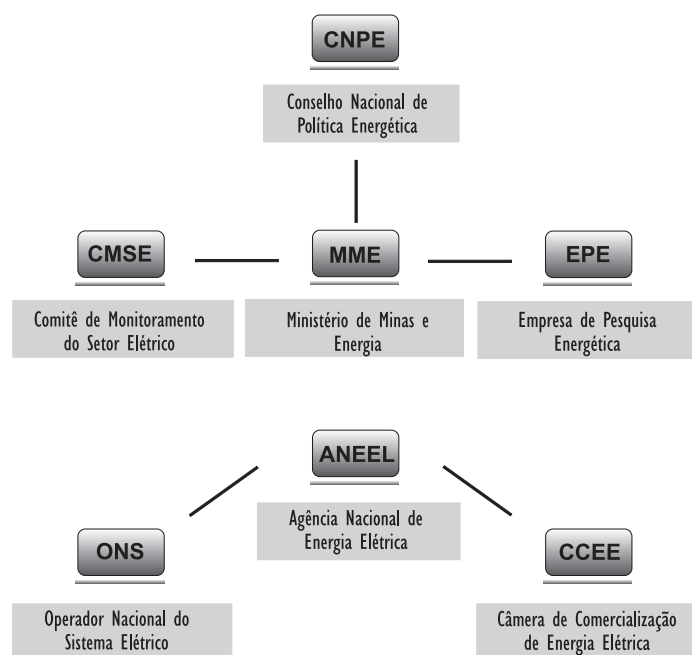 CNPE
Conselho Nacional de
Política Energética
CMSE
MME
EPE
Comitê de Monitoramento
do Setor Elétrico
Ministério de Minas e
Energia
Empresa de Pesquisa
Energética
ANEEL
Agência Nacional de
Energia Elétrica
ONS
CCEE
Operador Nacional do
Sistema Elétrico
Câmera de Comercialização
de Energia Elétrica